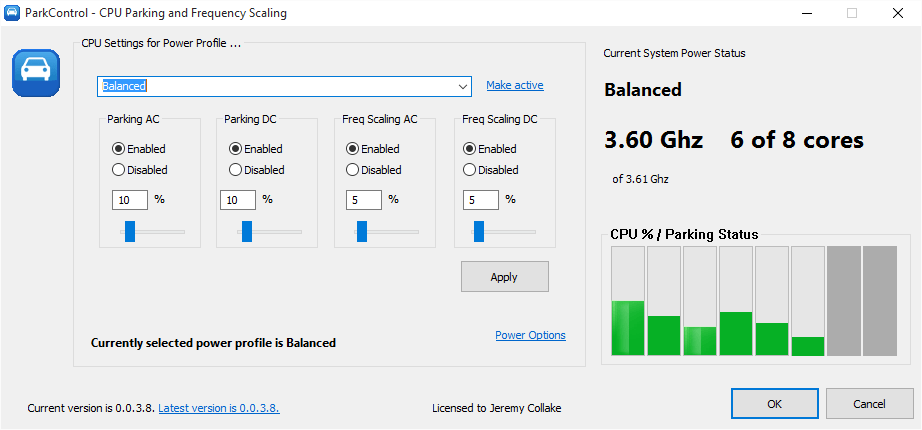 ParkControl - CPU Parking and Frequency Scaling
CPU Settings for Power Profile ...
Balanced
Make active
Parking AC
Enabled
Disabled
10 %
Parking DC
Enabled
Disabled
10 %
Freq Scaling AC
Enabled
Disabled
5 %
Freq Scaling DC
Enabled
Disabled
5 %
Apply
Power Options
Currently selected power profile is Balanced
Current System Power Status
Balanced
3.60 Ghz 6 of 8 cores
of 3.61 Ghz
CPU % / Parking Status
Current version is 0.0.3.8. Latest version is 0.0.3.8.
Licensed to Jeremy Collake
OK
Cancel